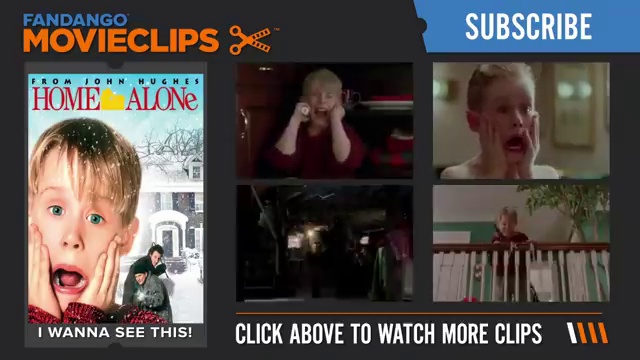 FANDANGO
MOVIECLIPS
SUBSCRIBE
FROM JOHN HUGHES
HOME ALONe
I WANNA SEE THIS!
CLICK ABOVE TO WATCH MORE CLIPS